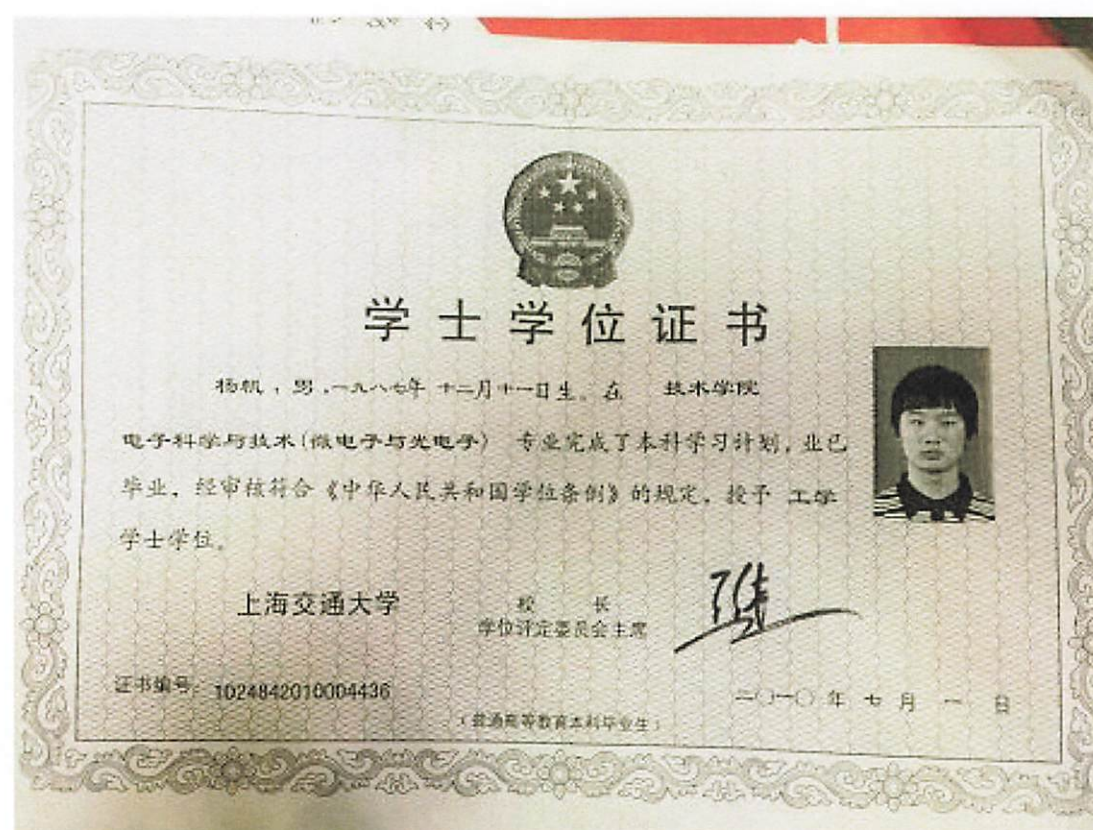 学士学位证书
杨帆，男，一九八七年 十二月十一日生。在 技术学院
电子科学与技术(微电子与光电子) 专业完成了本科学习计划，业已
毕业，经审核符合《中华人民共和国学位条例》的规定，授予 工学
学士学位。
上海交通大学
校 长
学位评定委员会主席
证书编号：1024842010004436
二〇一〇年 七 月 一 日
（普通高等教育本科毕业生）